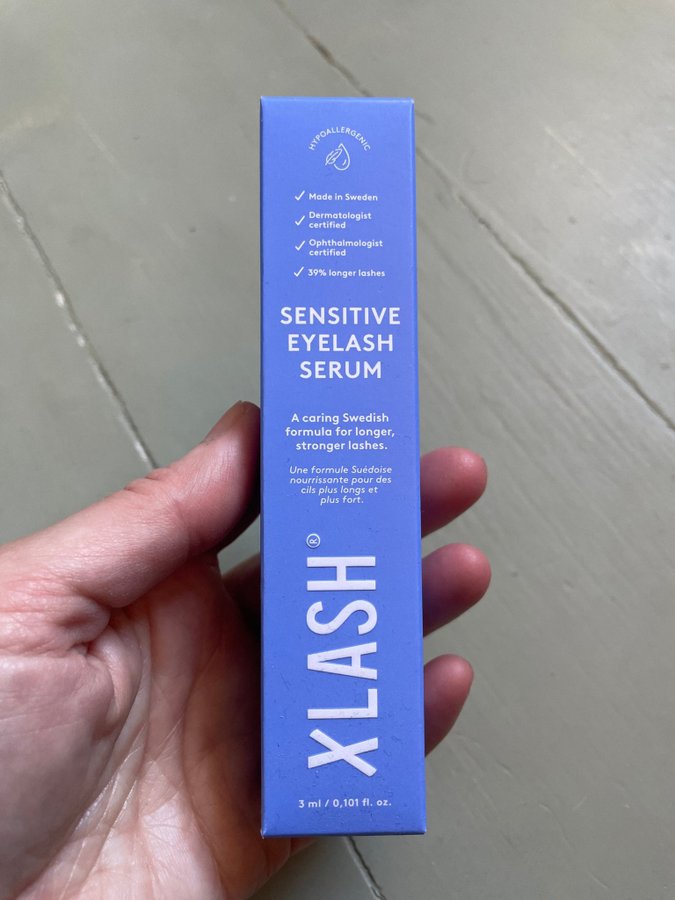 HYPOALLERGENIC
Made in Sweden
Dermatologist
certified
Ophthalmologist
certified
39% longer lashes
SENSITIVE
EYELASH
SERUM
A caring Swedish
formula for longer,
stronger lashes.
Une formule Suédoise
nourrissante pour des
cils plus longs et
plus fort.
XLASH®
3 ml / 0,101 fl. oz.